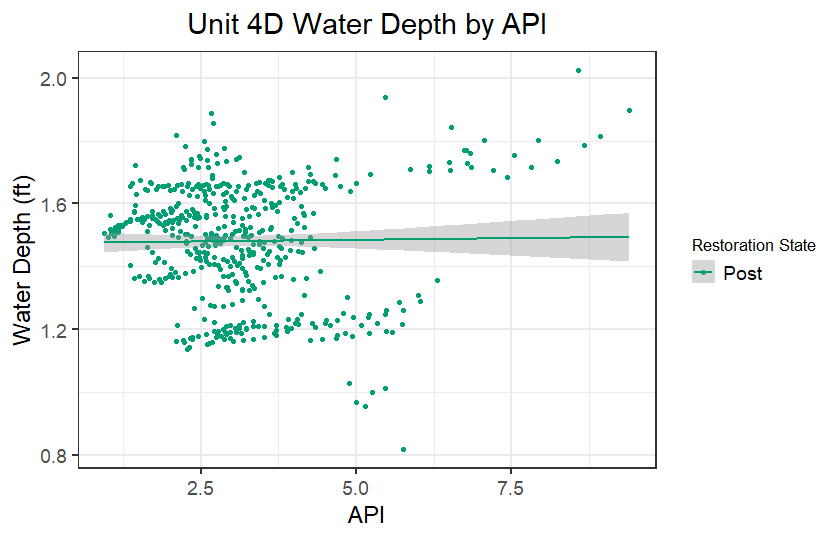 Unit 4D Water Depth by API
Water Depth (ft)
2.0
1.6
1.2
0.8
2.5 5.0 7.5
API
Restoration State
Post